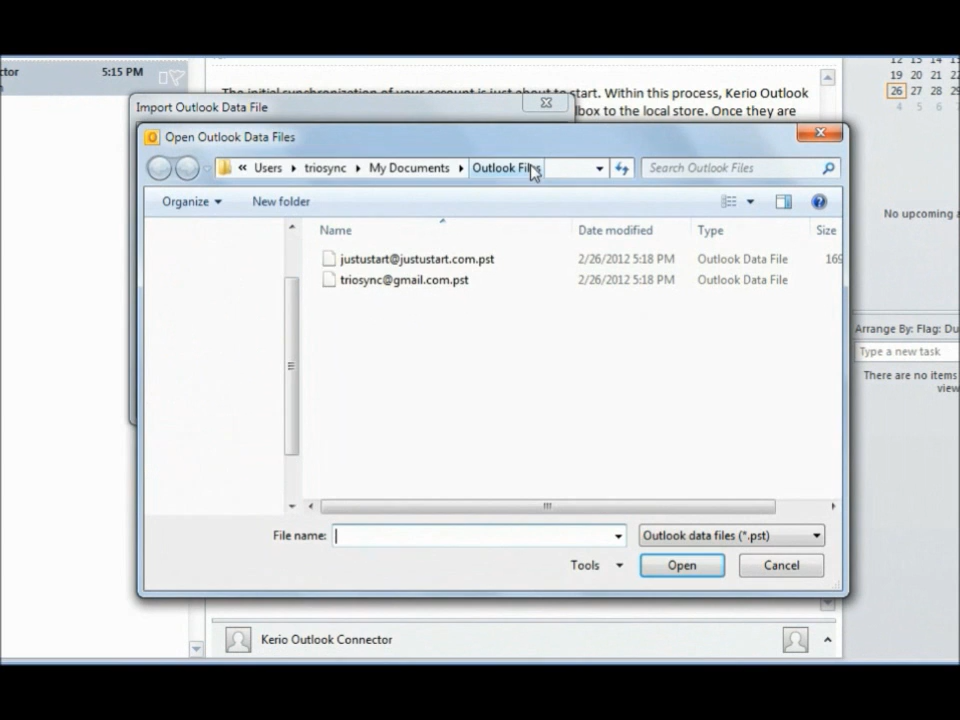 ctor 5:15 PM
12 13 14
19 20 21 22
26 27 28 29
4 5 6
The initial synchronization of your account is just about to start. Within this process, Kerio Outlook
lbox to the local store. Once they are
Import Outlook Data File
Open Outlook Data Files
« Users triosync My Documents Outlook Files
Search Outlook Files
Organize New folder
Name Date modified Type Size
justustart@justustart.com.pst 2/26/2012 5:18 PM Outlook Data File 169
triosync@gmail.com.pst 2/26/2012 5:18 PM Outlook Data File
No upcoming a
Arrange By: Flag: Du
Type a new task
There are no items
view
File name: Outlook data files (*.pst)
Tools Open Cancel
Kerio Outlook Connector